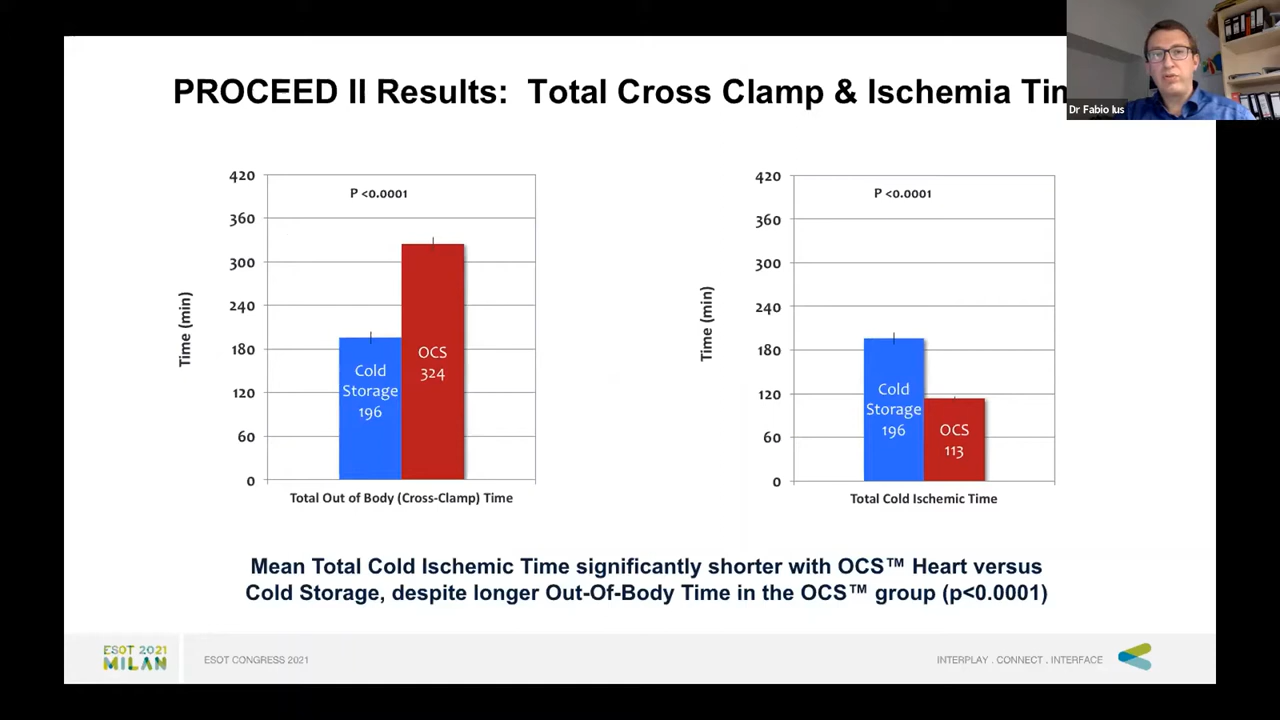 PROCEED II Results: Total Cross Clamp & Ischemia Tim
Dr Fabio Ius
420
P <0.0001
360
300
240
180
120
60
0
Time (min)
OCS
324
Cold
Storage
196
Total Out of Body (Cross-Clamp) Time
420
P <0.0001
360
300
240
180
120
60
0
Time (min)
Cold
Storage
196
OCS
113
Total Cold Ischemic Time
Mean Total Cold Ischemic Time significantly shorter with OCS™ Heart versus
Cold Storage, despite longer Out-Of-Body Time in the OCS™ group (p<0.0001)
ESOT 2021
MILAN
ESOT CONGRESS 2021
INTERPLAY . CONNECT . INTERFACE